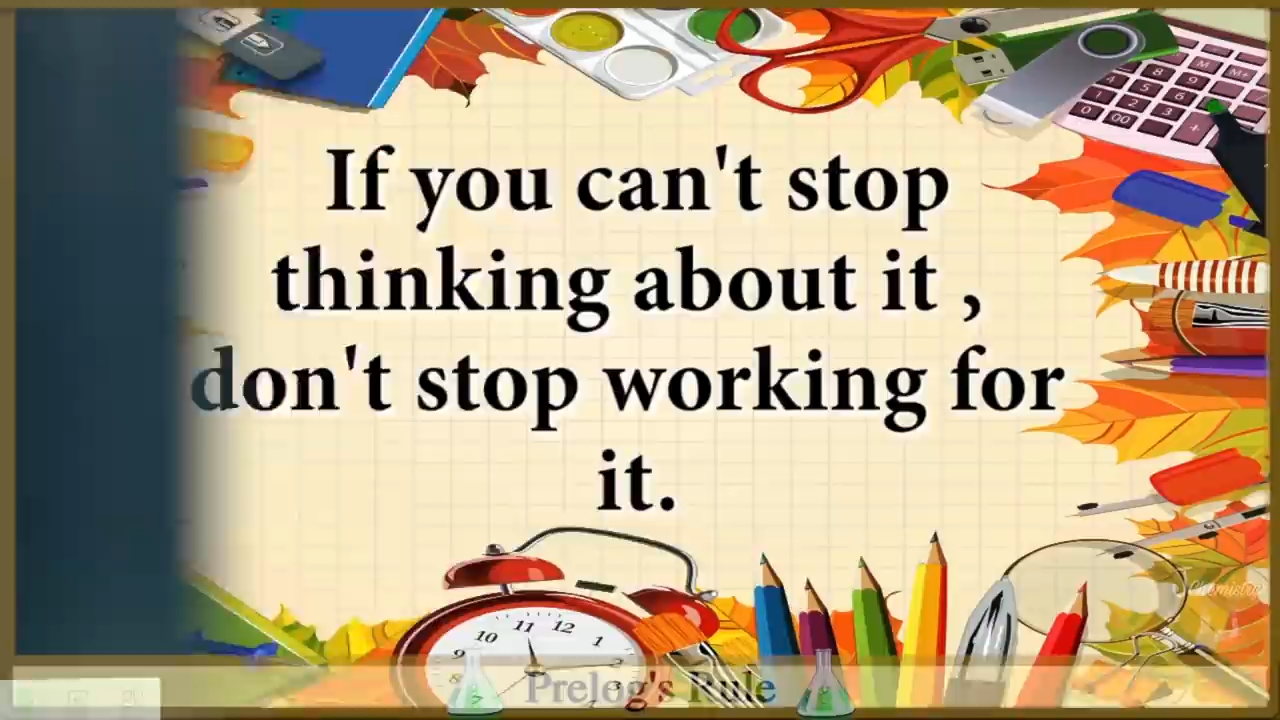 If you can't stop
thinking about it ,
don't stop working for
it.
Prelog's Rule